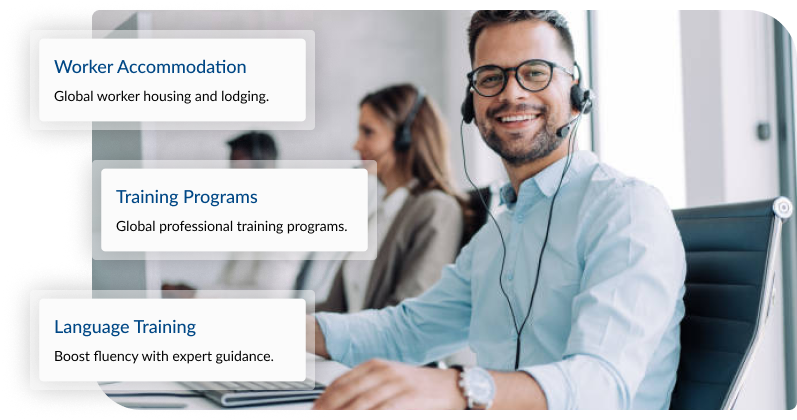 Worker Accommodation
Global worker housing and lodging.
Training Programs
Global professional training programs.
Language Training
Boost fluency with expert guidance.